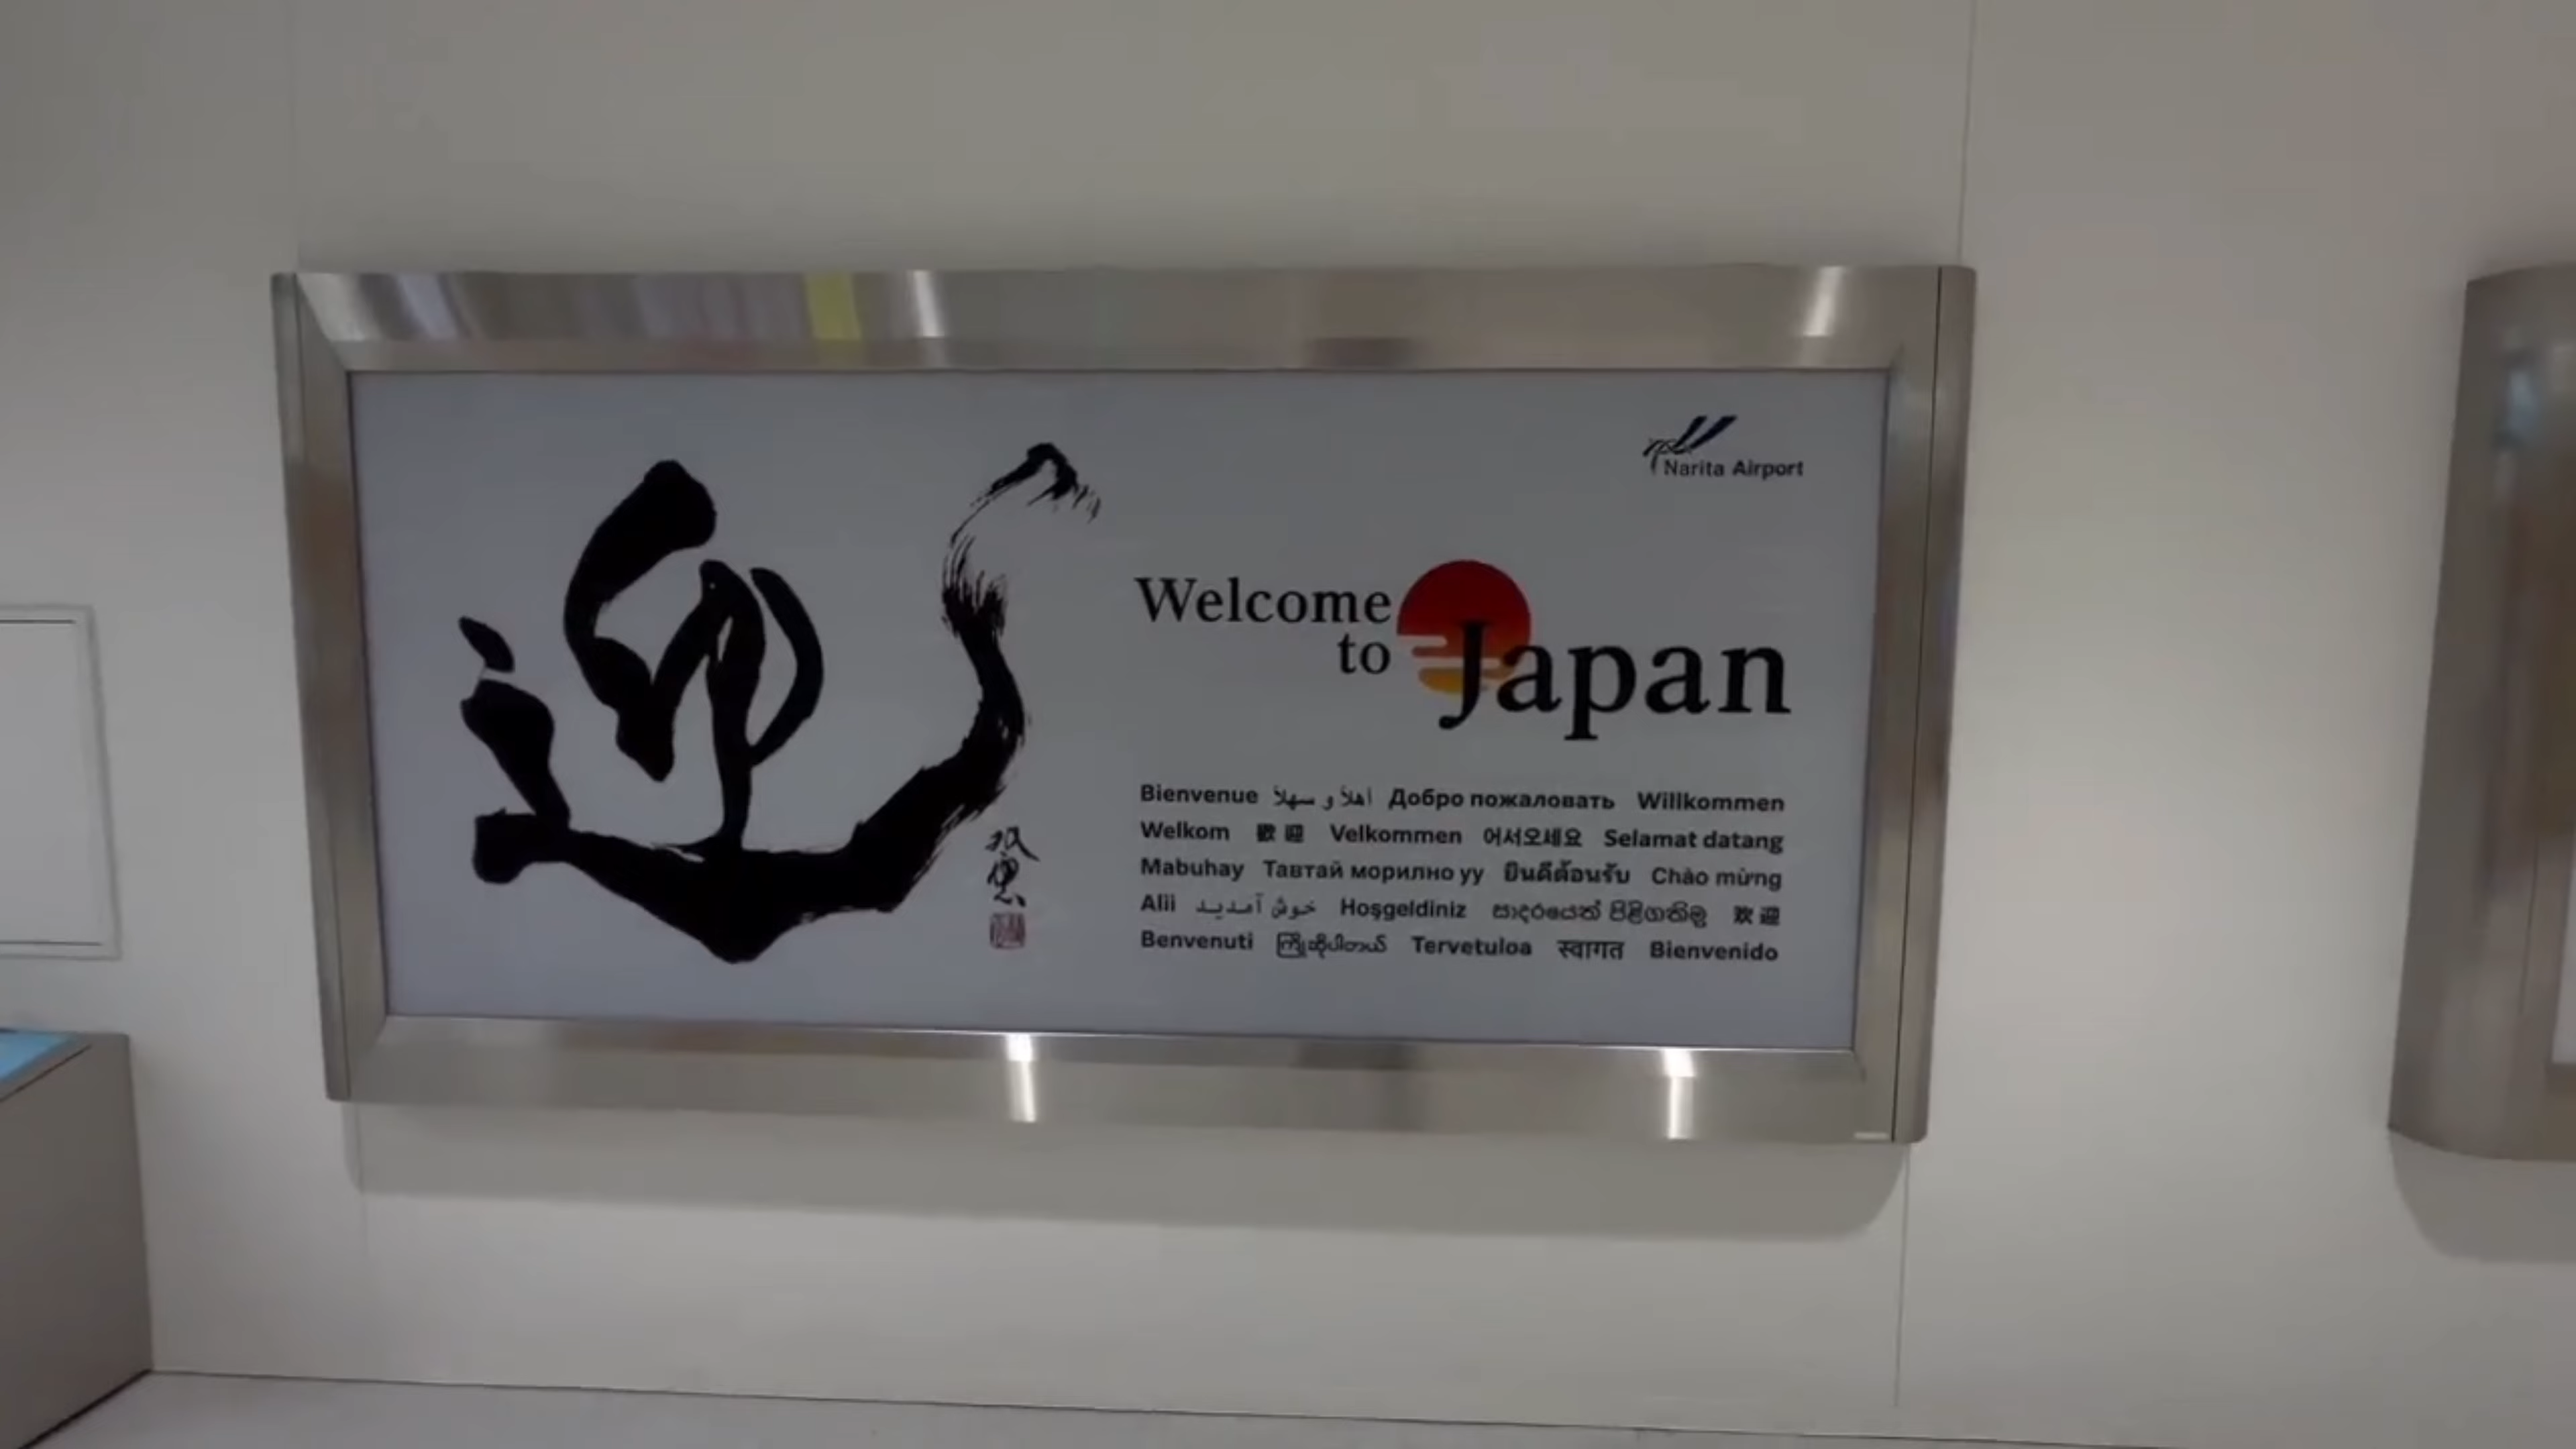 迎
Narita Airport
Welcome
to Japan
Bienvenue أهلاً و سهلاً Добро пожаловать Willkommen
Welkom 歡迎 Velkommen 어서오세요 Selamat datang
Mabuhay Тавтай морилно уу ยินดีต้อนรับ Chào mừng
Alii خوش آمدید Hoşgeldiniz සාදරයෙන් පිළිගනිමු 欢迎
Benvenuti ကြိုဆိုပါတယ် Tervetuloa स्वागत Bienvenido